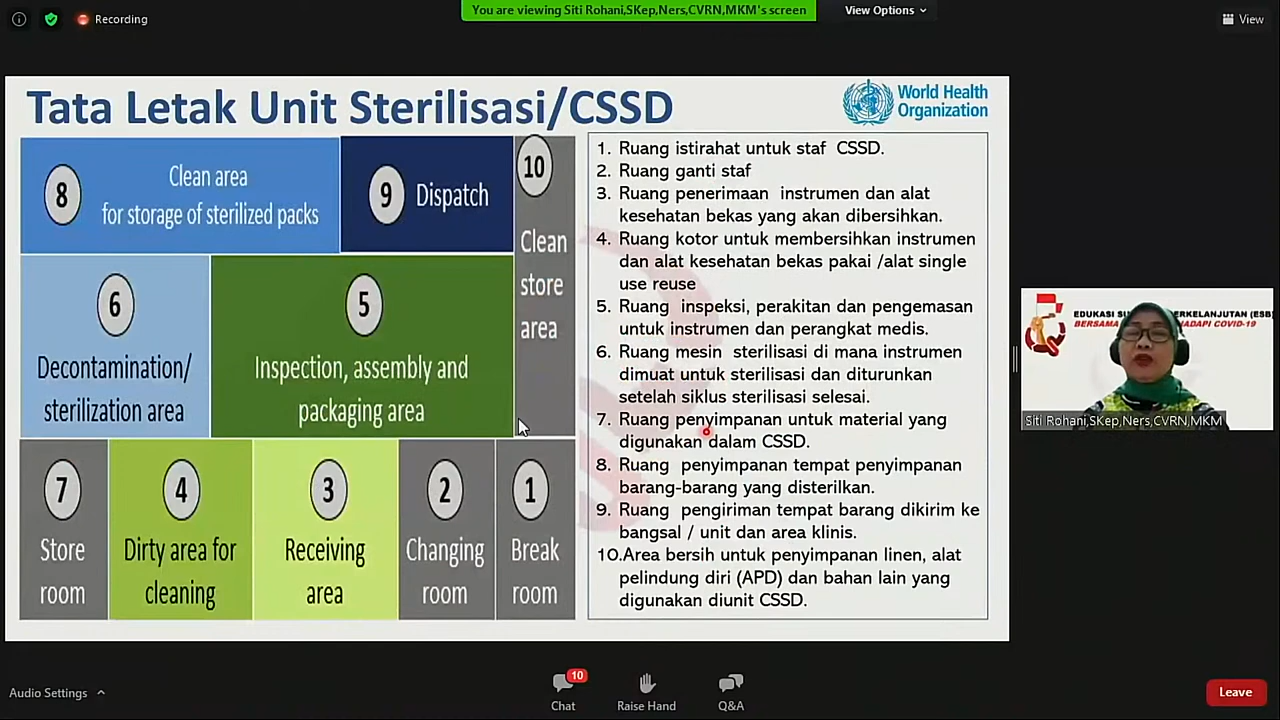 Recording
You are viewing Siti Rohani,SKep,Ners,CVRN,MKM's screen
View Options
View
Tata Letak Unit Sterilisasi/CSSD
World Health
Organization
8
Clean area
for storage of sterilized packs
9
Dispatch
10
Clean
store
area
6
Decontamination/
sterilization area
5
Inspection, assembly and
packaging area
7
Store
room
4
Dirty area for
cleaning
3
Receiving
area
2
Changing
room
1
Break
room
1. Ruang istirahat untuk staf CSSD.
2. Ruang ganti staf
3. Ruang penerimaan instrumen dan alat
kesehatan bekas yang akan dibersihkan.
4. Ruang kotor untuk membersihkan instrumen
dan alat kesehatan bekas pakai /alat single
use reuse
5. Ruang inspeksi, perakitan dan pengemasan
untuk instrumen dan perangkat medis.
6. Ruang mesin sterilisasi di mana instrumen
dimuat untuk sterilisasi dan diturunkan
setelah siklus sterilisasi selesai.
7. Ruang penyimpanan untuk material yang
digunakan dalam CSSD.
8. Ruang penyimpanan tempat penyimpanan
barang-barang yang disterilkan.
9. Ruang pengiriman tempat barang dikirim ke
bangsal / unit dan area klinis.
10.Area bersih untuk penyimpanan linen, alat
pelindung diri (APD) dan bahan lain yang
digunakan diunit CSSD.
EDUKASI ERKELANJUTAN (ESB)
BERSAMA COVID-19
Siti Rohani,SKep,Ners,CVRN,MKM
Audio Settings
10
Chat
Raise Hand
Q&A
Leave